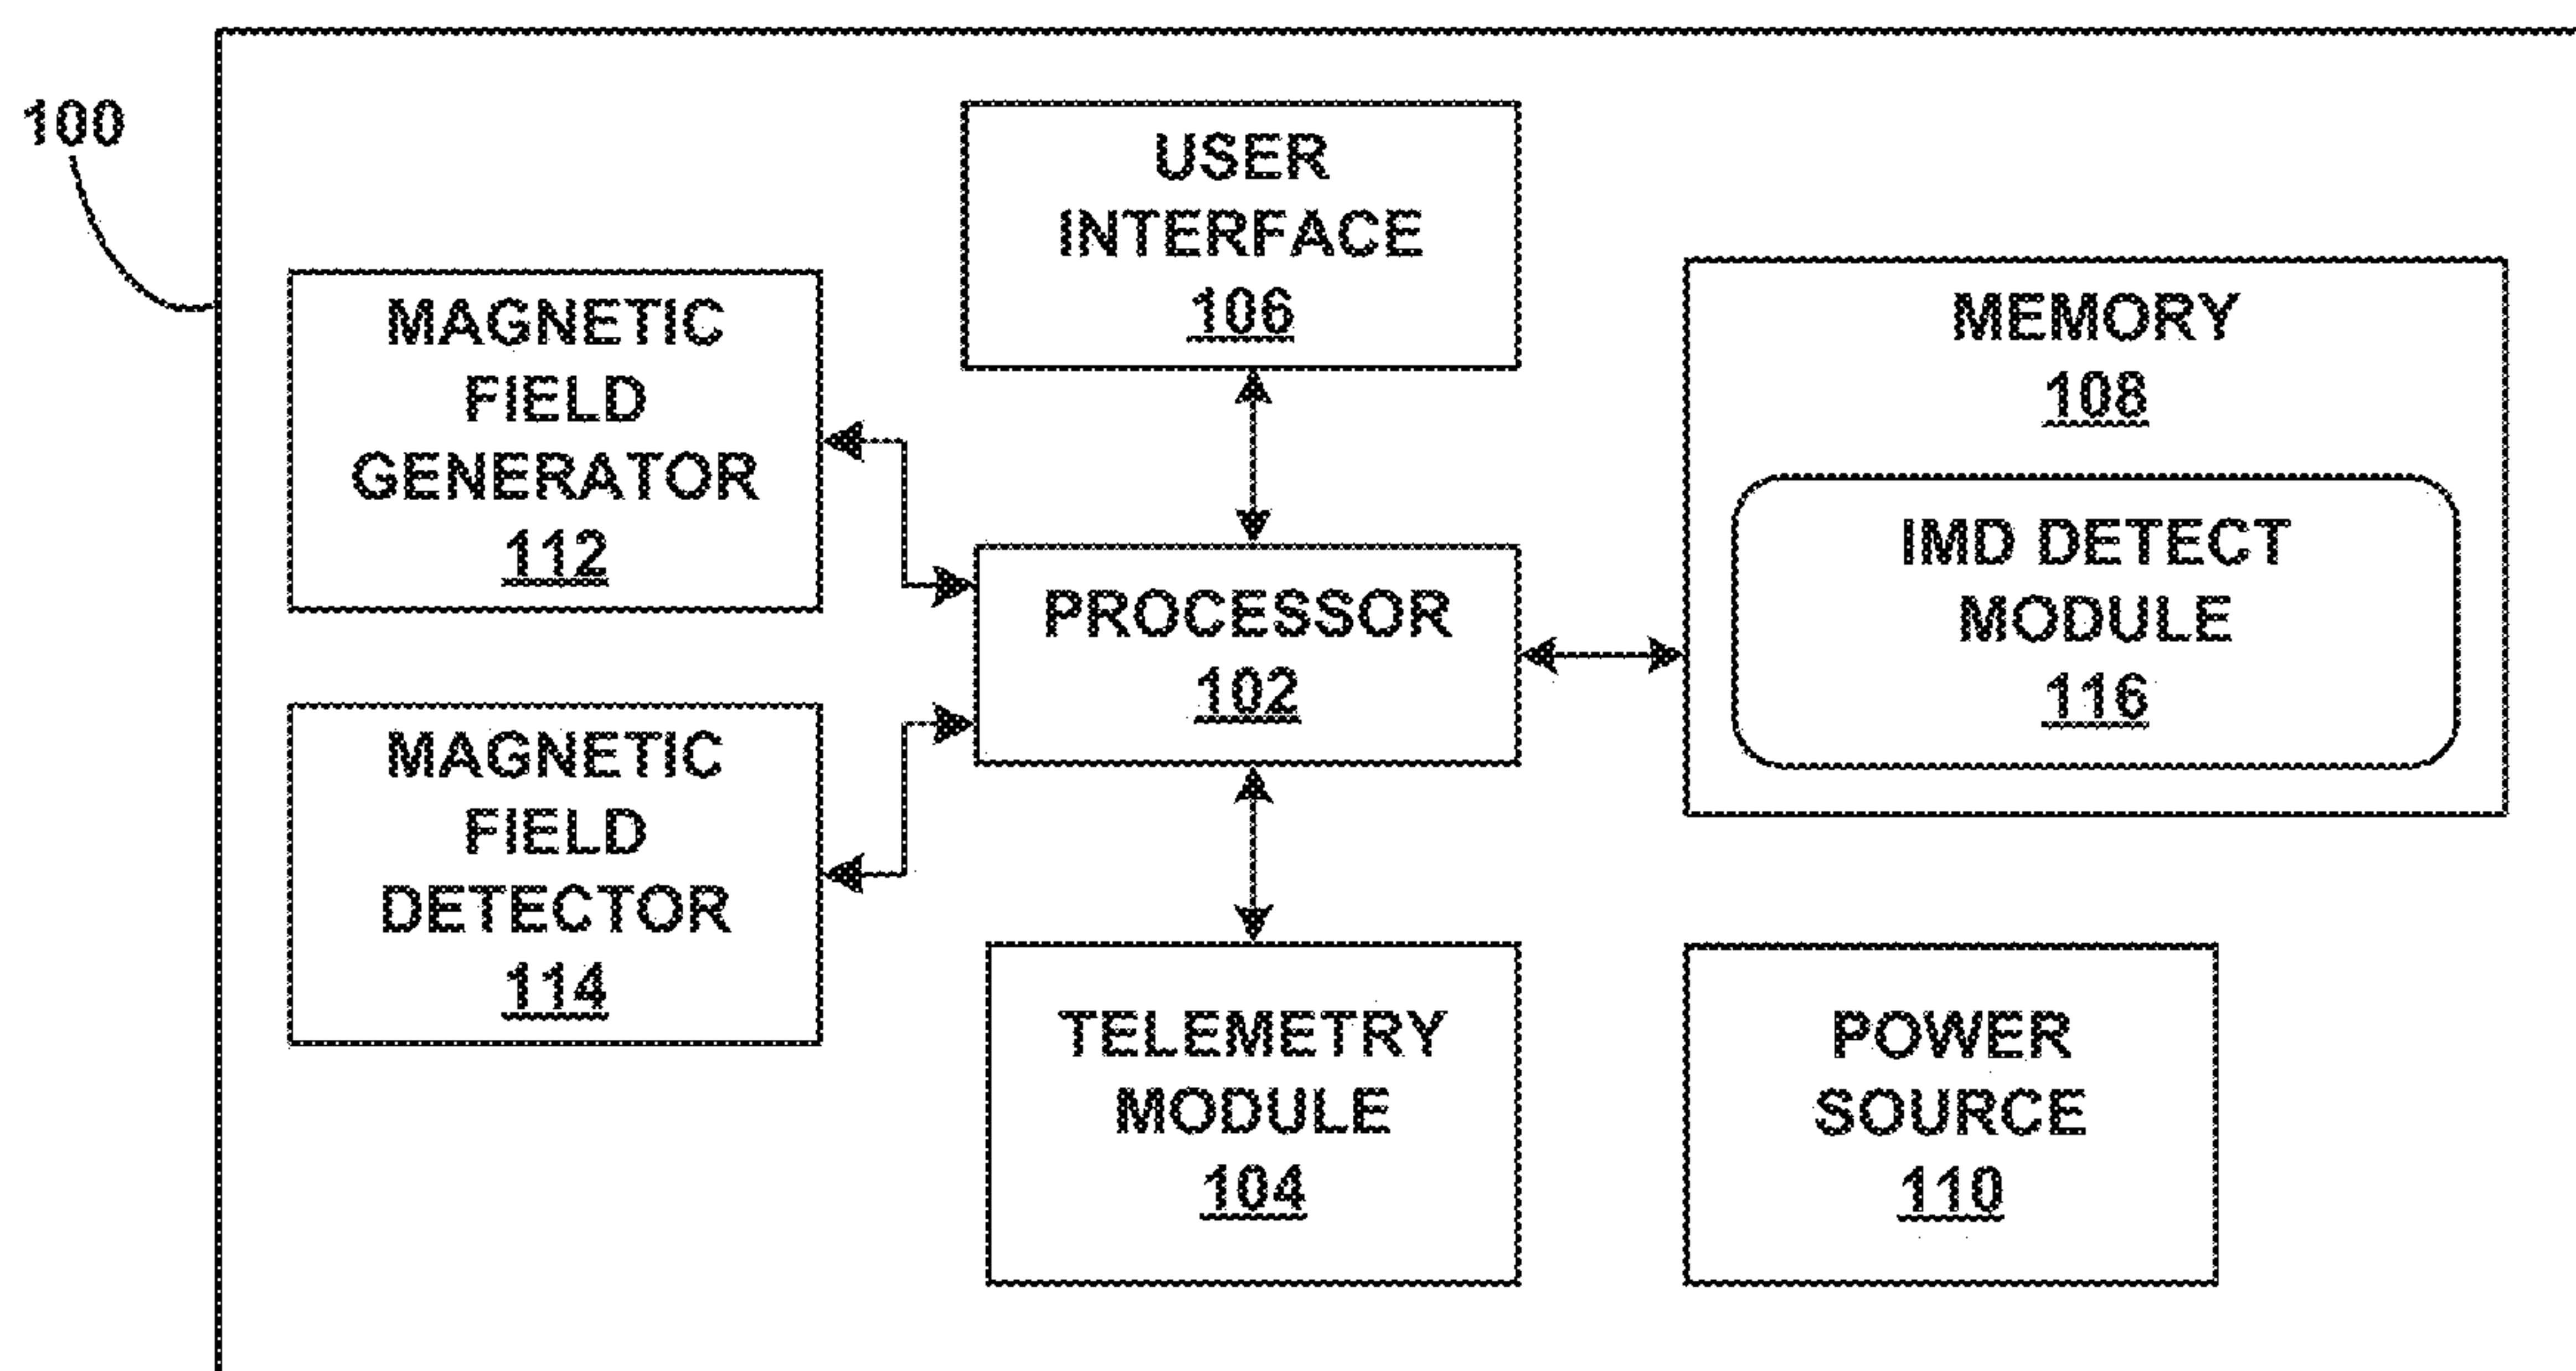 100
USER
INTERFACE
106
MAGNETIC
FIELD
GENERATOR
112
MEMORY
108
IMD DETECT
MODULE
116
PROCESSOR
102
MAGNETIC
FIELD
DETECTOR
114
TELEMETRY
MODULE
104
POWER
SOURCE
110